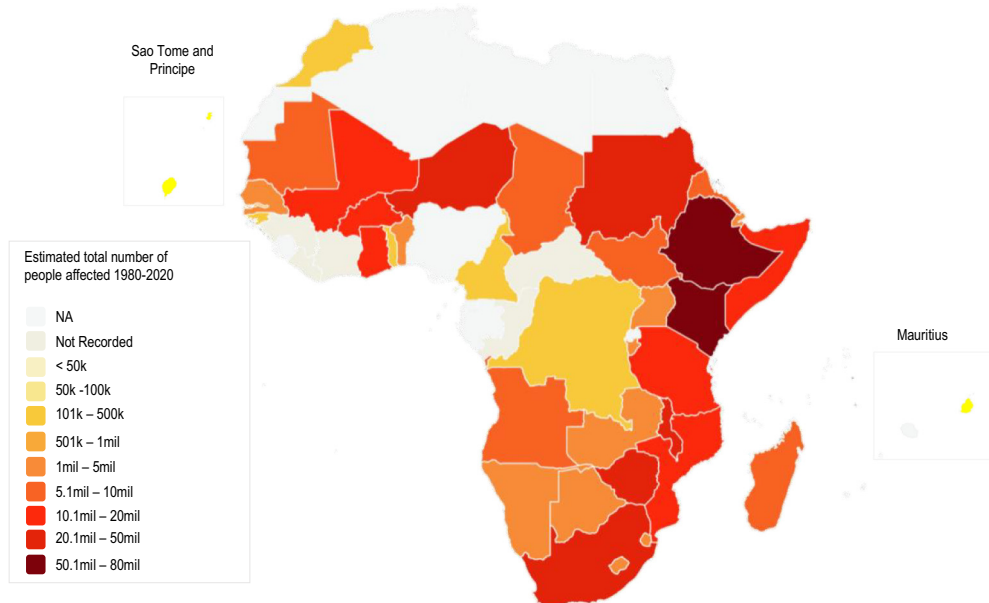 Sao Tome and
Principe
Estimated total number of
people affected 1980-2020
NA
Not Recorded
< 50k
50k -100k
101k – 500k
501k – 1mil
1mil – 5mil
5.1mil – 10mil
10.1mil – 20mil
20.1mil – 50mil
50.1mil – 80mil
Mauritius